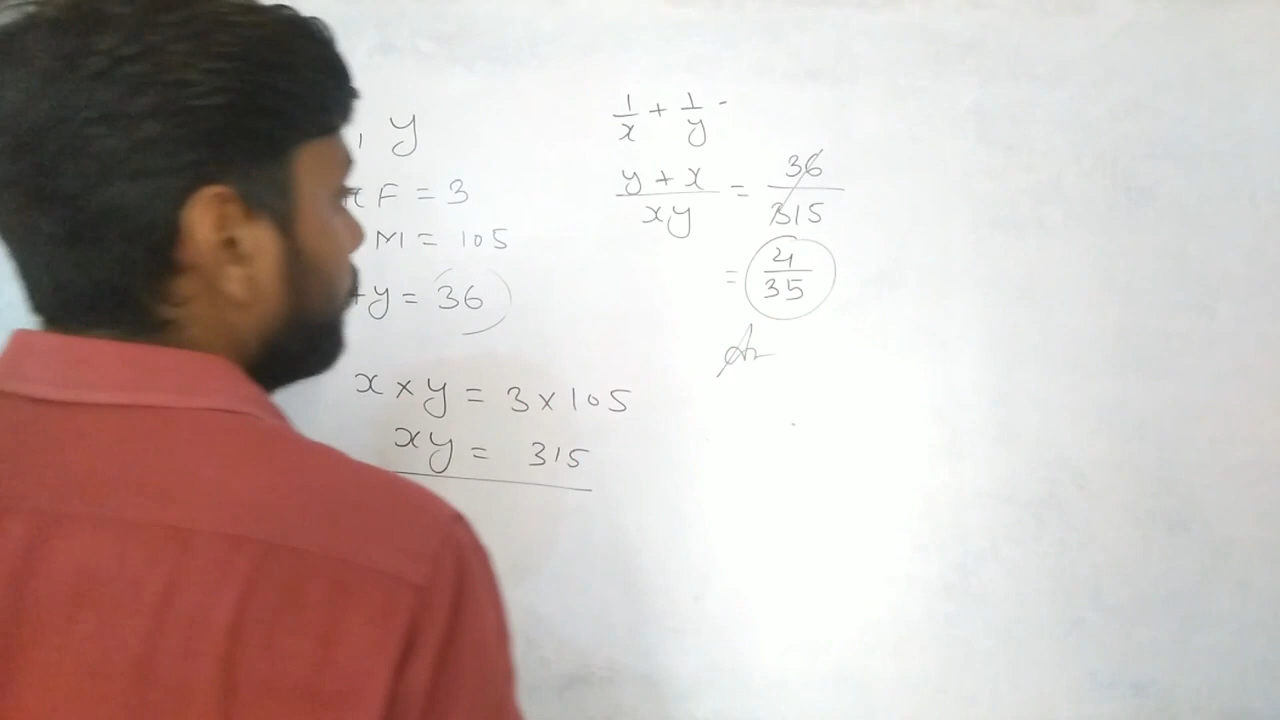 , y
F = 3
M = 105
+y = 36
x × y = 3 × 105
xy = 315
1/x + 1/y -
y + x / xy = 36 / 315
= 4/35